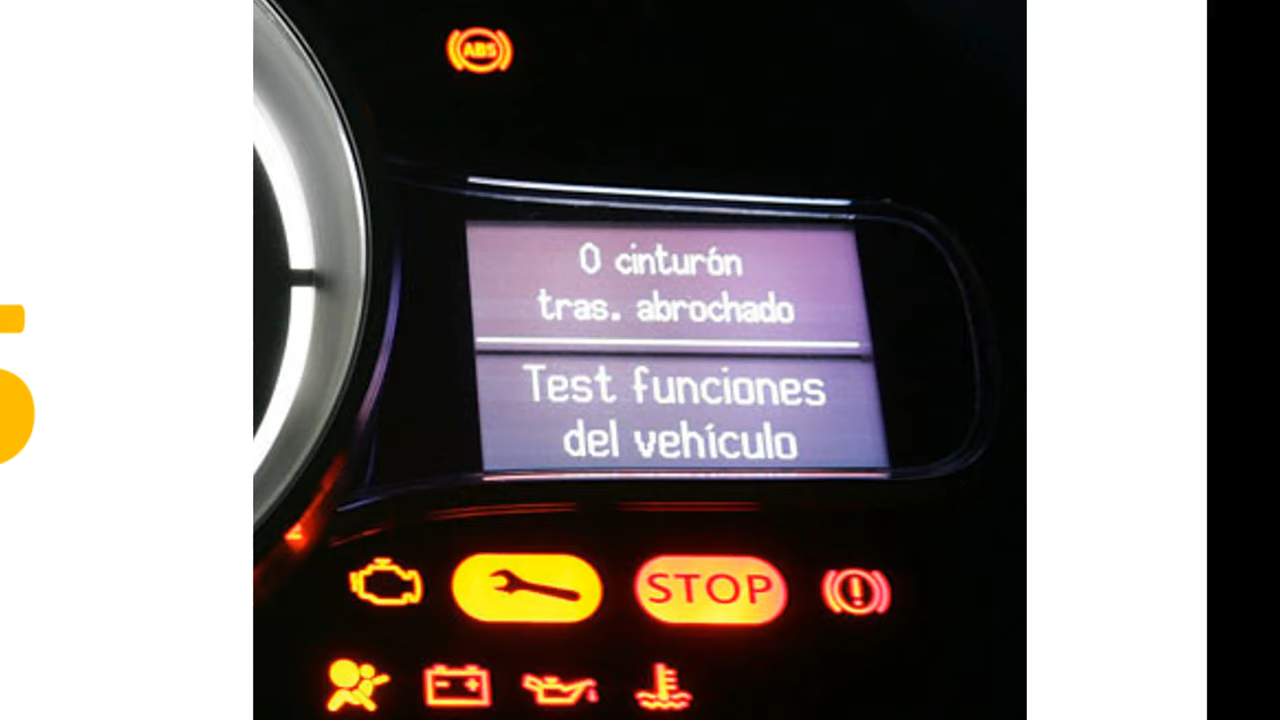 ABS
0 cinturón
tras. abrochado
Test funciones
del vehículo
STOP